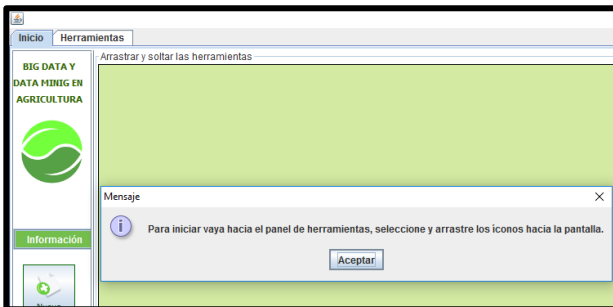 Inicio Herramientas
Arrastrar y soltar las herramientas
BIG DATA Y
DATA MINIG EN
AGRICULTURA
Mensaje
Para iniciar vaya hacia el panel de herramientas, seleccione y arrastre los iconos hacia la pantalla.
Aceptar
Información
Nuevo